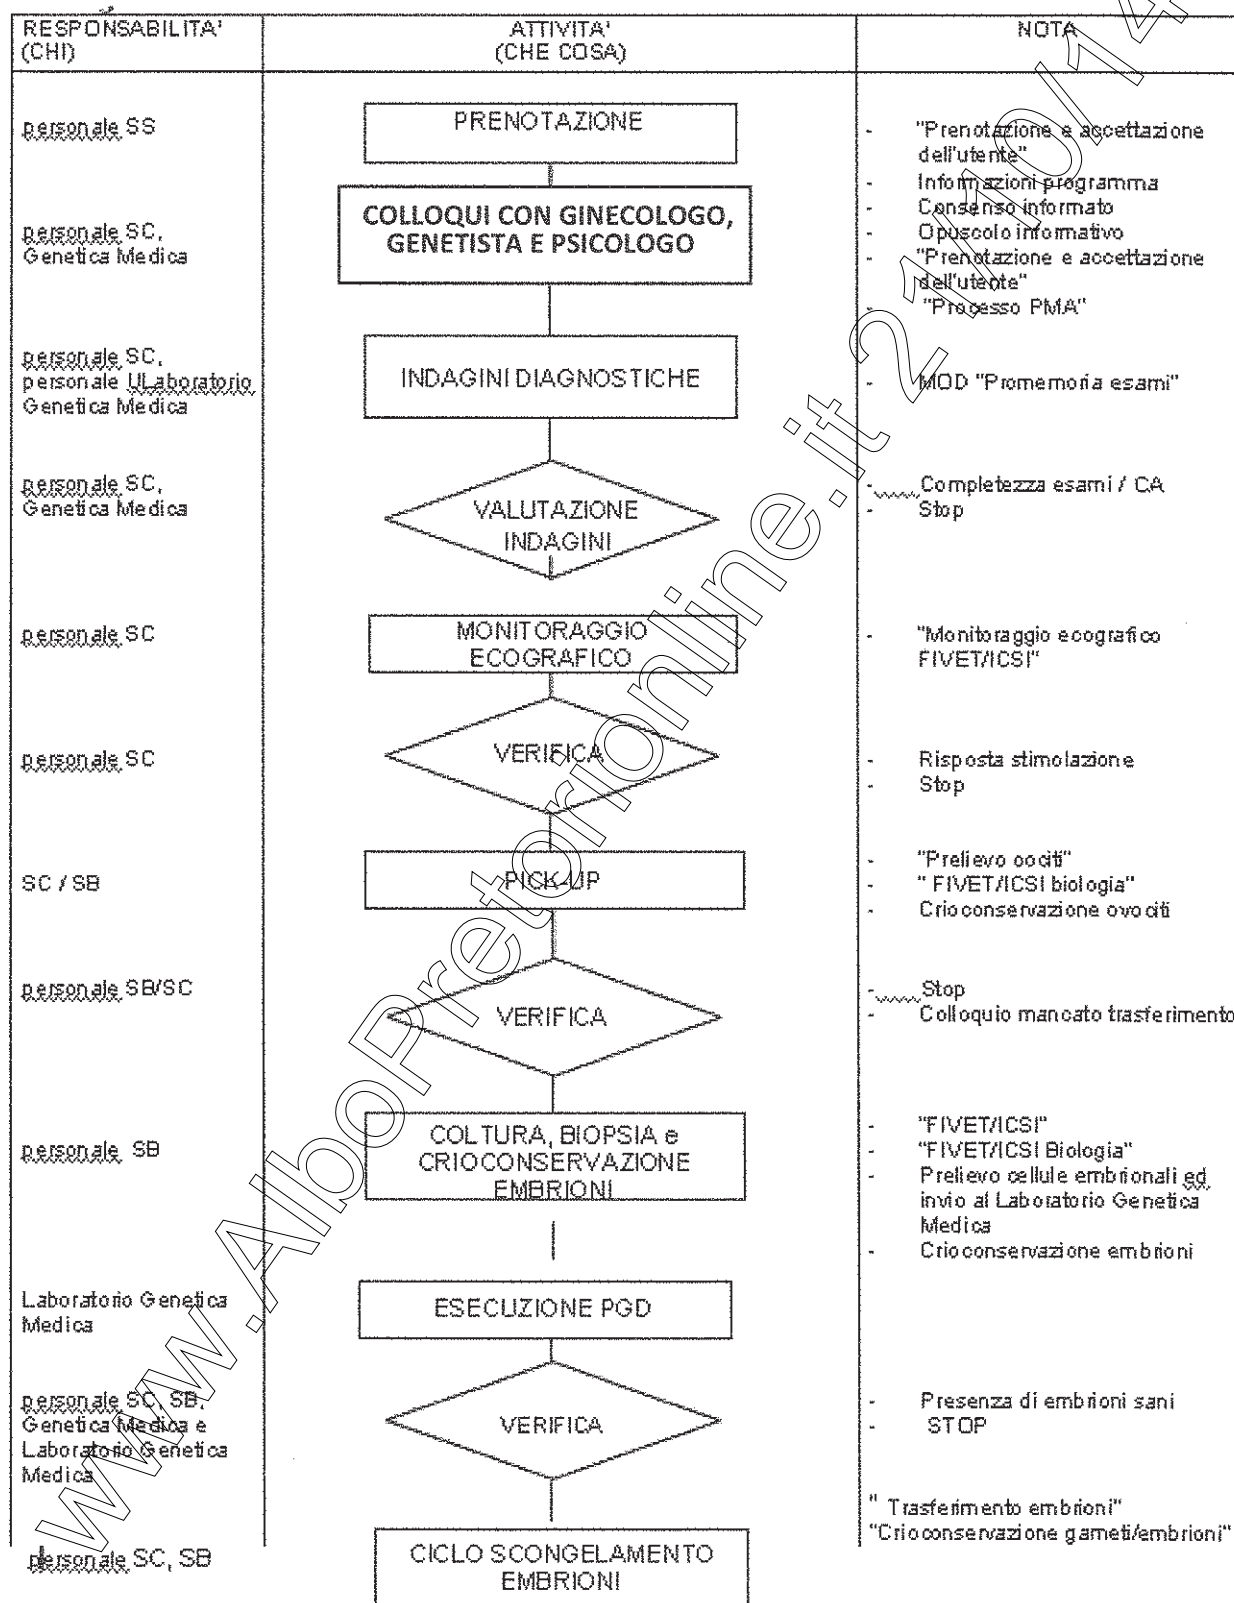 RESPONSABILITA'
(CHI)
ATTIVITA'
(CHE COSA)
NOTA
personale SS
PRENOTAZIONE
- "Prenotazione e accettazione
dell'utente"
- Informazioni programma
- Consenso informato
- Opuscolo informativo
- "Prenotazione e accettazione
dell'utente"
- "Processo PMA"
personale SC,
Genetica Medica
COLLOQUI CON GINECOLOGO,
GENETISTA E PSICOLOGO
personale SC,
personale ULaboratorio
Genetica Medica
INDAGINI DIAGNOSTICHE
- MOD "Promemoria esami"
personale SC,
Genetica Medica
VALUTAZIONE
INDAGINI
- Completezza esami / CA
- Stop
personale SC
MONITORAGGIO
ECOGRAFICO
- "Monitoraggio ecografico
FIVET/ICSI"
personale SC
VERIFICA
- Risposta stimolazione
- Stop
SC / SB
PICK-UP
- "Prelievo oociti"
- " FIVET/ICSI biologia"
- Crioconservazione ovociti
personale SB/SC
VERIFICA
- Stop
- Colloquio mancato trasferimento
personale SB
COLTURA, BIOPSIA e
CRIOCONSERVAZIONE
EMBRIONI
- "FIVET/ICSI"
- "FIVET/ICSI Biologia"
- Prelievo cellule embrionali ed
invio al Laboratorio Genetica
Medica
- Crioconservazione embrioni
Laboratorio Genetica
Medica
ESECUZIONE PGD
personale SC, SB,
Genetica Medica e
Laboratorio Genetica
Medica
VERIFICA
- Presenza di embrioni sani
- STOP
personale SC, SB
CICLO SCONGELAMENTO
EMBRIONI
" Trasferimento embrioni"
"Crioconservazione gameti/embrioni"
www.AlboPretorionline.it